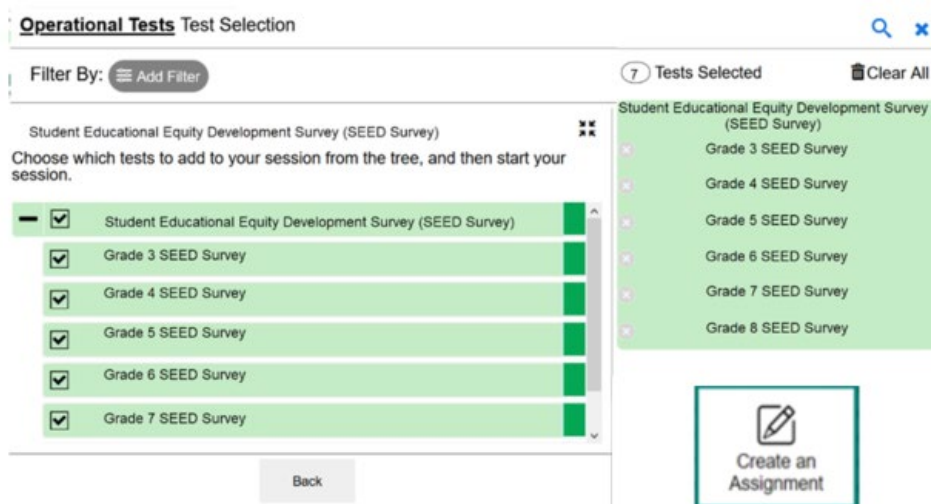 Operational Tests Test Selection
Filter By: Add Filter
7 Tests Selected Clear All
Student Educational Equity Development Survey (SEED Survey)
Choose which tests to add to your session from the tree, and then start your
session.
Student Educational Equity Development Survey (SEED Survey)
Grade 3 SEED Survey
Grade 4 SEED Survey
Grade 5 SEED Survey
Grade 6 SEED Survey
Grade 7 SEED Survey
Back
Student Educational Equity Development Survey
(SEED Survey)
Grade 3 SEED Survey
Grade 4 SEED Survey
Grade 5 SEED Survey
Grade 6 SEED Survey
Grade 7 SEED Survey
Grade 8 SEED Survey
Create an
Assignment